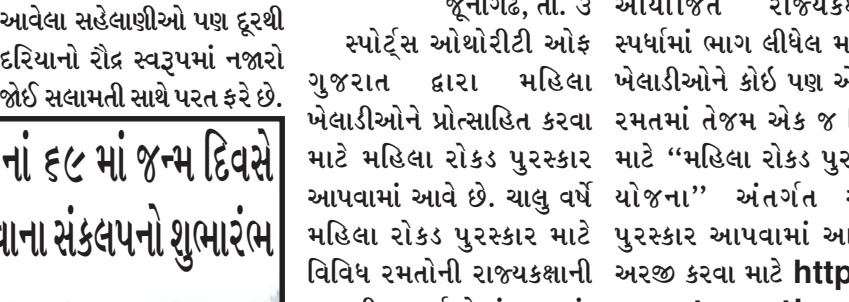 આવેલા સહેલાણીઓ પણ દૂરથી
દરિયાનો રૌદ્ર સ્વરૂપમાં નજારો
જોઈ સલામતી સાથે પરત ફરે છે.
નાં ૬૯ માં જન્મ દિવસે
વાના સંકલપનો શુભારંભ
જૂનાગઢ, તા. ૩
સ્પોર્ટ્સ ઓથોરીટી ઓફ
ગુજરાત દ્વારા મહિલા
ખેલાડીઓને પ્રોત્સાહિત કરવા
માટે મહિલા રોકડ પુરસ્કાર
આપવામાં આવે છે. ચાલુ વર્ષે
મહિલા રોકડ પુરસ્કાર માટે
વિવિધ રમતોની રાજ્યકક્ષાની
આયોજિત રાજ્યકક્ષ
સ્પર્ધામાં ભાગ લીધેલ મ
ખેલાડીઓને કોઇ પણ એ
રમતમાં તેજમ એક જ
માટે “મહિલા રોકડ પુર
યોજના” અંતર્ગત
પુરસ્કાર આપવામાં આ
અરજી કરવા માટે http